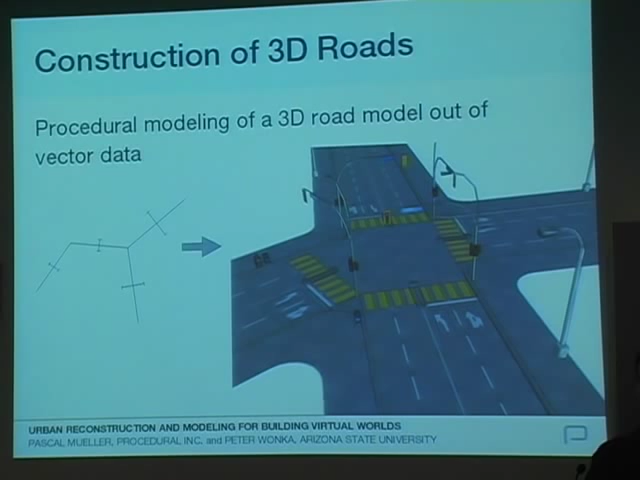 Construction of 3D Roads
Procedural modeling of a 3D road model out of
vector data
URBAN RECONSTRUCTION AND MODELING FOR BUILDING VIRTUAL WORLDS
PASCAL MUELLER, PROCEDURAL INC. and PETER WONKA, ARIZONA STATE UNIVERSITY